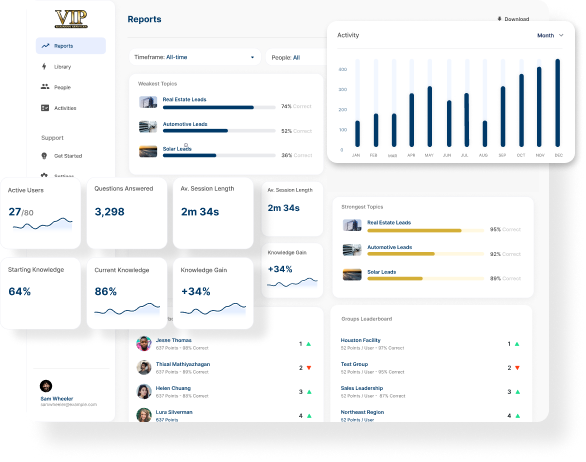 VIP
Reports
Library
People
Activities
Support
Get Started
Settings
Sam Wheeler
Reports
Download
Timeframe: All-time
People: All
Weakest Topics
Real Estate Leads
74% Correct
Automotive Leads
52% Correct
Solar Leads
36% Correct
Activity
Month
400
300
200
100
0
JAN FEB MAR APR MAY JUN JUL AUG SEP OCT NOV DEC
Active Users
27/80
Questions Answered
3,298
Av. Session Length
2m 34s
Av. Session Length
2m 34s
Starting Knowledge
64%
Current Knowledge
86%
Knowledge Gain
+34%
Knowledge Gain
+34%
Strongest Topics
Real Estate Leads
95% Correct
Automotive Leads
92% Correct
Solar Leads
89% Correct
Jesse Thomas
637 Points - 98% Correct
1
Thisal Mathiyazhagan
637 Points - 89% Correct
2
Helen Chuang
637 Points - 88% Correct
3
Lura Silverman
637 Points
4
Groups Leaderboard
Houston Facility
52 Points / User - 97% Correct
1
Test Group
52 Points / User - 95% Correct
2
Sales Leadership
52 Points / User - 87% Correct
3
Northeast Region
52 Points / User
4